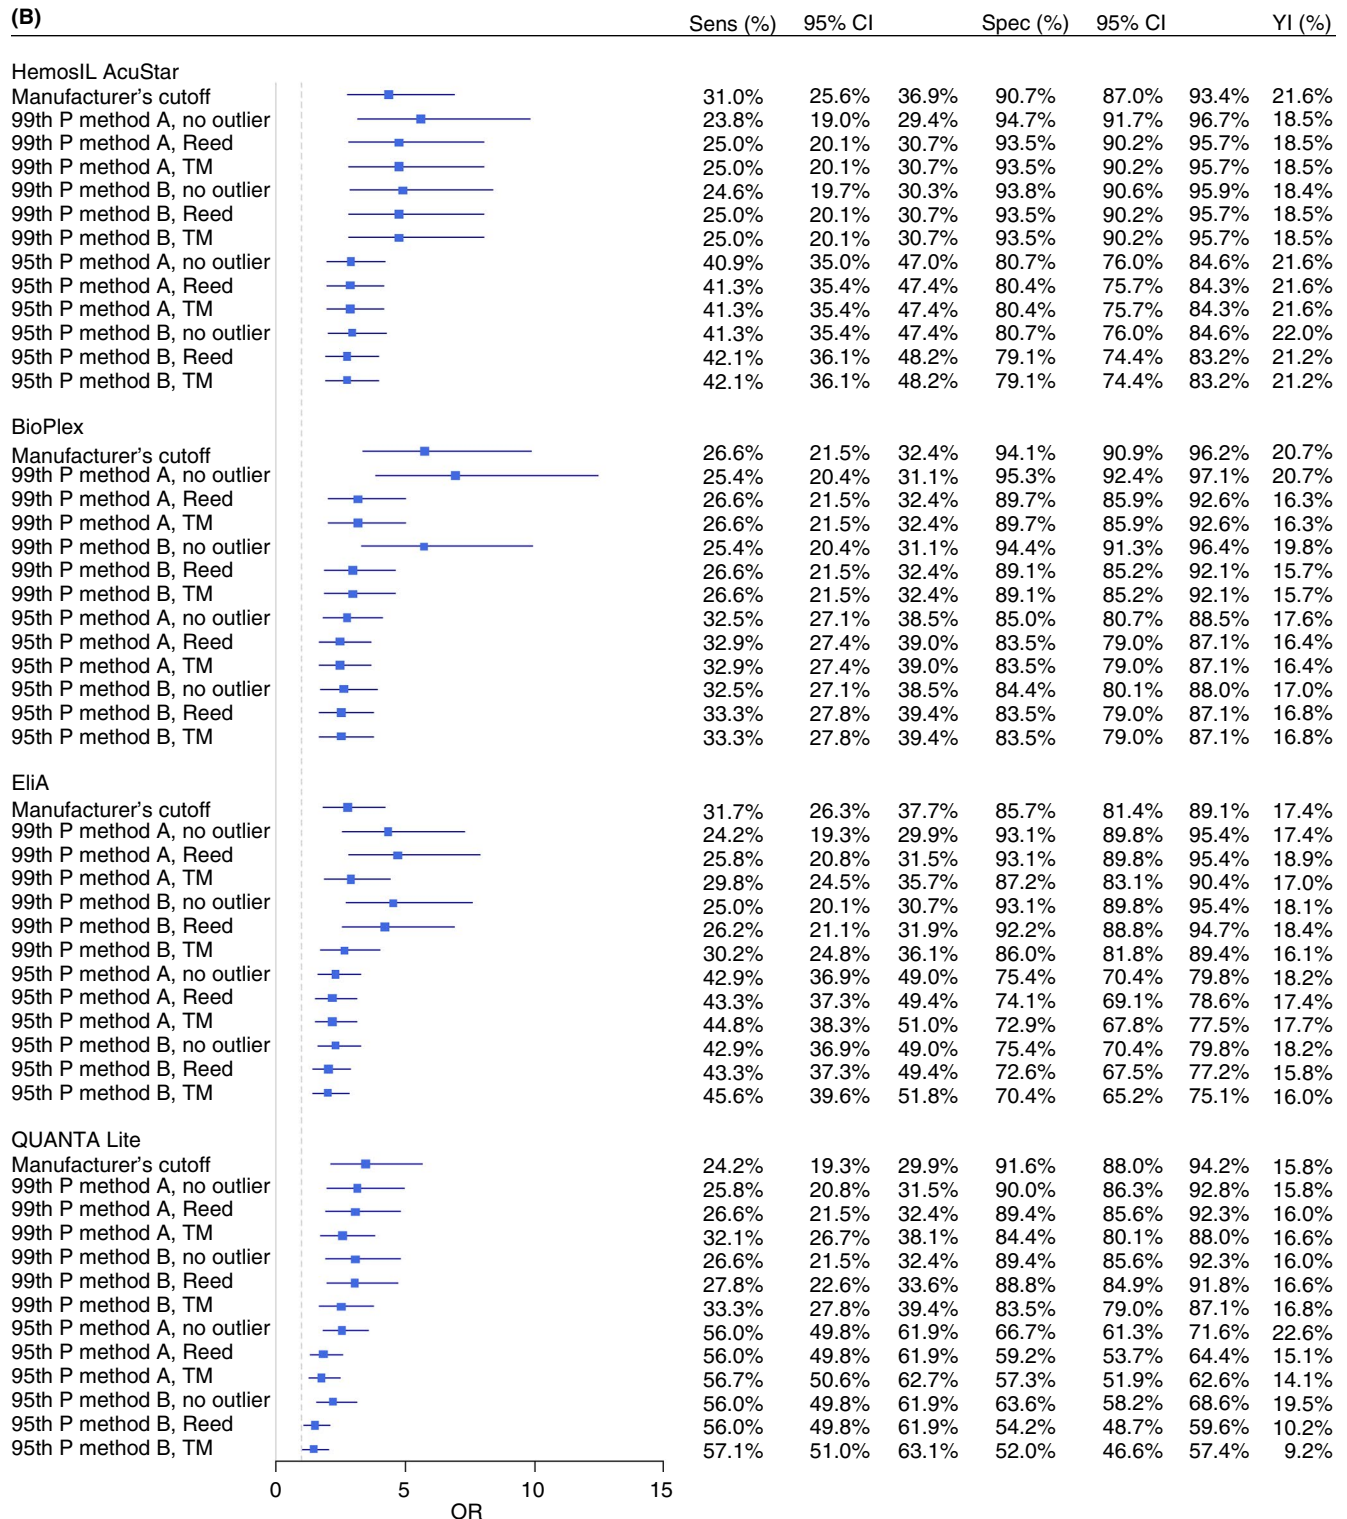 (B)
Sens (%) 95% CI Spec (%) 95% CI YI (%)
HemosIL AcuStar
Manufacturer's cutoff 31.0% 25.6% 36.9% 90.7% 87.0% 93.4% 21.6%
99th P method A, no outlier 23.8% 19.0% 29.4% 94.7% 91.7% 96.7% 18.5%
99th P method A, Reed 25.0% 20.1% 30.7% 93.5% 90.2% 95.7% 18.5%
99th P method A, TM 25.0% 20.1% 30.7% 93.5% 90.2% 95.7% 18.5%
99th P method B, no outlier 24.6% 19.7% 30.3% 93.8% 90.6% 95.9% 18.4%
99th P method B, Reed 25.0% 20.1% 30.7% 93.5% 90.2% 95.7% 18.5%
99th P method B, TM 25.0% 20.1% 30.7% 93.5% 90.2% 95.7% 18.5%
95th P method A, no outlier 40.9% 35.0% 47.0% 80.7% 76.0% 84.6% 21.6%
95th P method A, Reed 41.3% 35.4% 47.4% 80.4% 75.7% 84.3% 21.6%
95th P method A, TM 41.3% 35.4% 47.4% 80.4% 75.7% 84.3% 21.6%
95th P method B, no outlier 41.3% 35.4% 47.4% 80.7% 76.0% 84.6% 22.0%
95th P method B, Reed 42.1% 36.1% 48.2% 79.1% 74.4% 83.2% 21.2%
95th P method B, TM 42.1% 36.1% 48.2% 79.1% 74.4% 83.2% 21.2%
BioPlex
Manufacturer's cutoff 26.6% 21.5% 32.4% 94.1% 90.9% 96.2% 20.7%
99th P method A, no outlier 25.4% 20.4% 31.1% 95.3% 92.4% 97.1% 20.7%
99th P method A, Reed 26.6% 21.5% 32.4% 89.7% 85.9% 92.6% 16.3%
99th P method A, TM 26.6% 21.5% 32.4% 89.7% 85.9% 92.6% 16.3%
99th P method B, no outlier 25.4% 20.4% 31.1% 94.4% 91.3% 96.4% 19.8%
99th P method B, Reed 26.6% 21.5% 32.4% 89.1% 85.2% 92.1% 15.7%
99th P method B, TM 26.6% 21.5% 32.4% 89.1% 85.2% 92.1% 15.7%
95th P method A, no outlier 32.5% 27.1% 38.5% 85.0% 80.7% 88.5% 17.6%
95th P method A, Reed 32.9% 27.4% 39.0% 83.5% 79.0% 87.1% 16.4%
95th P method A, TM 32.9% 27.4% 39.0% 83.5% 79.0% 87.1% 16.4%
95th P method B, no outlier 32.5% 27.1% 38.5% 84.4% 80.1% 88.0% 17.0%
95th P method B, Reed 33.3% 27.8% 39.4% 83.5% 79.0% 87.1% 16.8%
95th P method B, TM 33.3% 27.8% 39.4% 83.5% 79.0% 87.1% 16.8%
EliA
Manufacturer's cutoff 31.7% 26.3% 37.7% 85.7% 81.4% 89.1% 17.4%
99th P method A, no outlier 24.2% 19.3% 29.9% 93.1% 89.8% 95.4% 17.4%
99th P method A, Reed 25.8% 20.8% 31.5% 93.1% 89.8% 95.4% 18.9%
99th P method A, TM 29.8% 24.5% 35.7% 87.2% 83.1% 90.4% 17.0%
99th P method B, no outlier 25.0% 20.1% 30.7% 93.1% 89.8% 95.4% 18.1%
99th P method B, Reed 26.2% 21.1% 31.9% 92.2% 88.8% 94.7% 18.4%
99th P method B, TM 30.2% 24.8% 36.1% 86.0% 81.8% 89.4% 16.1%
95th P method A, no outlier 42.9% 36.9% 49.0% 75.4% 70.4% 79.8% 18.2%
95th P method A, Reed 43.3% 37.3% 49.4% 74.1% 69.1% 78.6% 17.4%
95th P method A, TM 44.8% 38.3% 51.0% 72.9% 67.8% 77.5% 17.7%
95th P method B, no outlier 42.9% 36.9% 49.0% 75.4% 70.4% 79.8% 18.2%
95th P method B, Reed 43.3% 37.3% 49.4% 72.6% 67.5% 77.2% 15.8%
95th P method B, TM 45.6% 39.6% 51.8% 70.4% 65.2% 75.1% 16.0%
QUANTA Lite
Manufacturer's cutoff 24.2% 19.3% 29.9% 91.6% 88.0% 94.2% 15.8%
99th P method A, no outlier 25.8% 20.8% 31.5% 90.0% 86.3% 92.8% 15.8%
99th P method A, Reed 26.6% 21.5% 32.4% 89.4% 85.6% 92.3% 16.0%
99th P method A, TM 32.1% 26.7% 38.1% 84.4% 80.1% 88.0% 16.6%
99th P method B, no outlier 26.6% 21.5% 32.4% 89.4% 85.6% 92.3% 16.0%
99th P method B, Reed 27.8% 22.6% 33.6% 88.8% 84.9% 91.8% 16.6%
99th P method B, TM 33.3% 27.8% 39.4% 83.5% 79.0% 87.1% 16.8%
95th P method A, no outlier 56.0% 49.8% 61.9% 66.7% 61.3% 71.6% 22.6%
95th P method A, Reed 56.0% 49.8% 61.9% 59.2% 53.7% 64.4% 15.1%
95th P method A, TM 56.7% 50.6% 62.7% 57.3% 51.9% 62.6% 14.1%
95th P method B, no outlier 56.0% 49.8% 61.9% 63.6% 58.2% 68.6% 19.5%
95th P method B, Reed 56.0% 49.8% 61.9% 54.2% 48.7% 59.6% 10.2%
95th P method B, TM 57.1% 51.0% 63.1% 52.0% 46.6% 57.4% 9.2%
0 5 10 15
OR